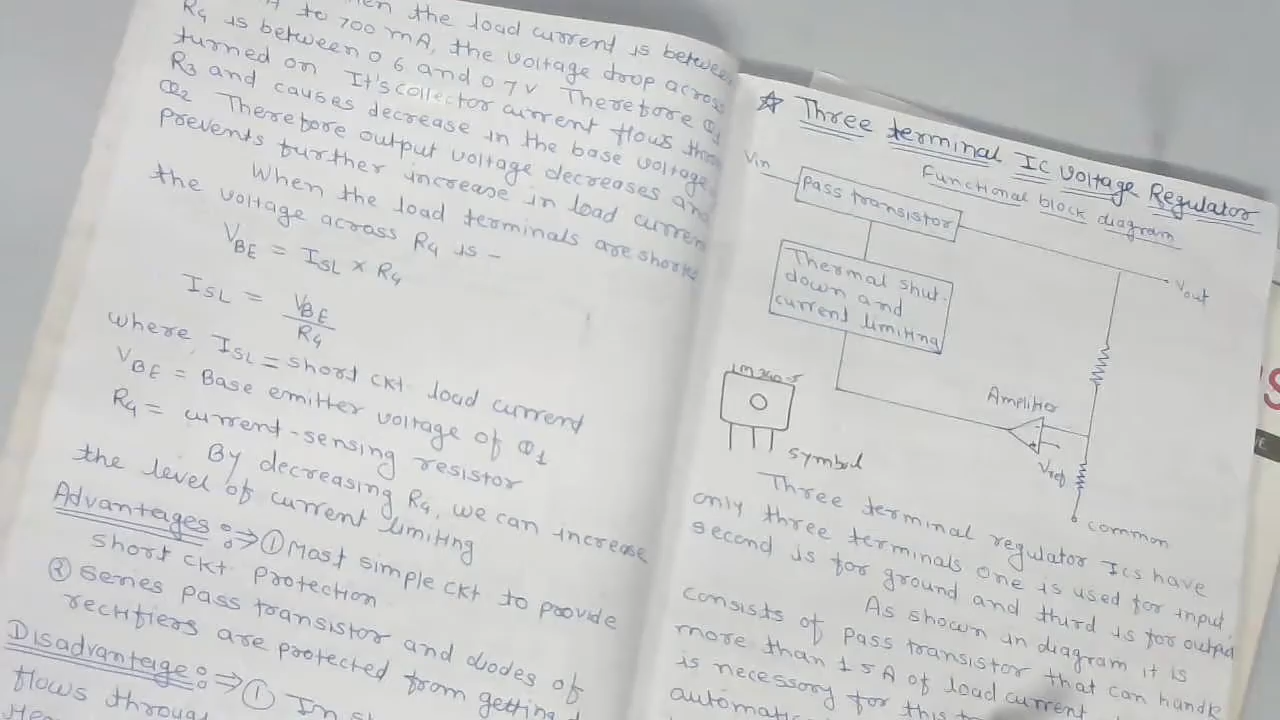 When the load current is between
to 700 mA, the voltage drop across
R4 is between 0 6 and 0 7 V Therefore Q1
turned on It's collector current flows
R3 and causes decrease in the base voltage
Q2 Therefore output voltage decreases and
prevents further increase in load current
When the load terminals are shorted
the voltage across R4 is -
VBE = ISL × R4
ISL = VBE / R4
where, ISL = short ckt load current
VBE = Base emitter voltage of Q1
R4 = current-sensing resistor
By decreasing R4, we can increase
the level of current limiting
Advantages :⇒ ① Most simple ckt to provide
short ckt protection
② series pass transistor and diodes of
rectifiers are protected from getting
Disadvantage :⇒ ① In
flows through
☆ Three terminal IC voltage Regulator
Functional block diagram
Vin
Pass transistor
Vout
Thermal shut-
down and
current limiting
Amplifier
Vref
symbol
common
Three terminal regulator ICs have
only three terminals one is used for input
second is for ground and third is for output
As shown in diagram it is
consists of pass transistor that can handle
more than 1 5 A of load current
is necessary for this